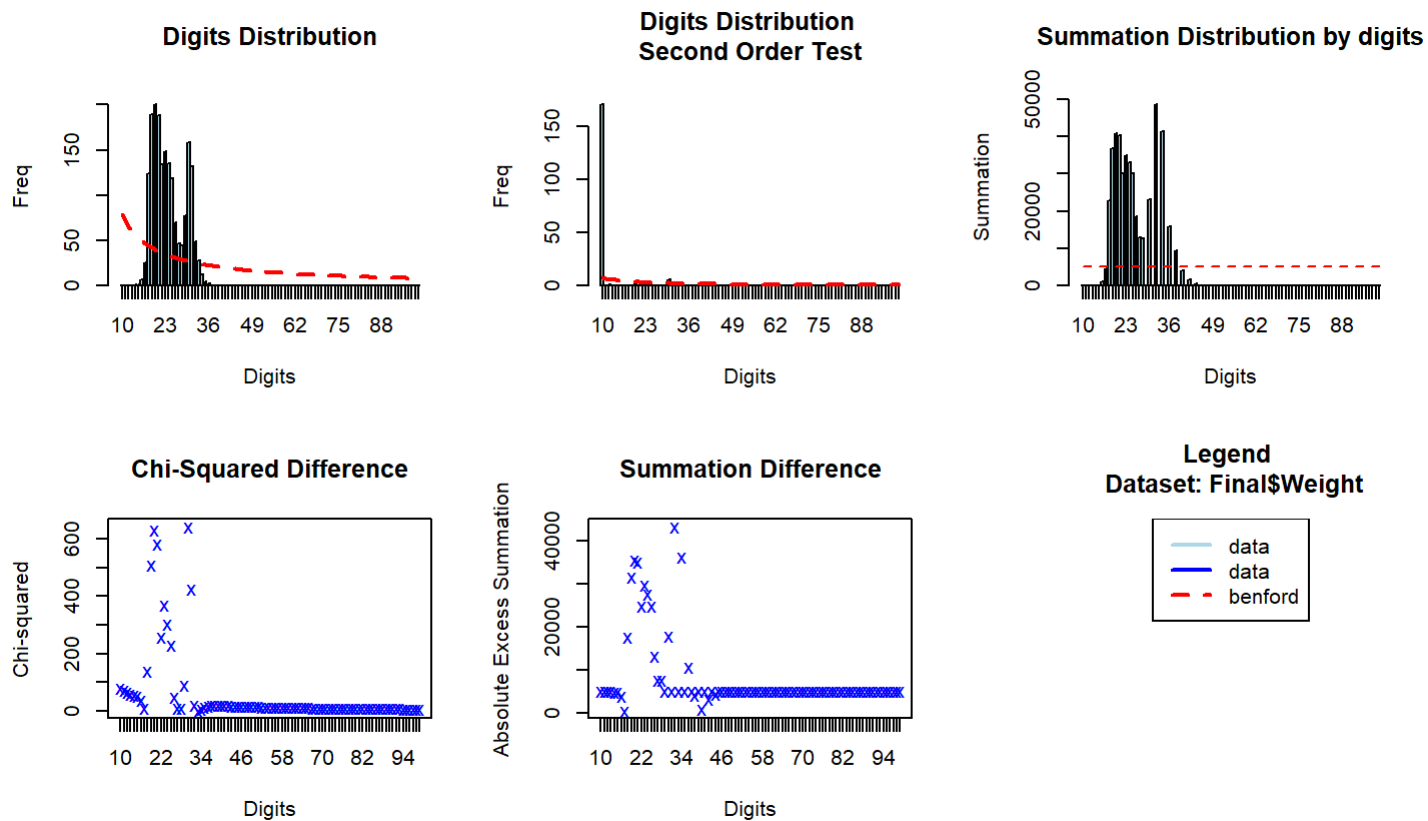 Digits Distribution
Freq
150
50
0
10 23 36 49 62 75 88
Digits
Digits Distribution
Second Order Test
Freq
150
100
50
0
10 23 36 49 62 75 88
Digits
Summation Distribution by digits
Summation
50000
20000
0
10 23 36 49 62 75 88
Digits
Chi-Squared Difference
Chi-squared
600
400
200
0
10 22 34 46 58 70 82 94
Digits
Summation Difference
Absolute Excess Summation
40000
20000
0
10 22 34 46 58 70 82 94
Digits
Legend
Dataset: Final$Weight
data
data
benford